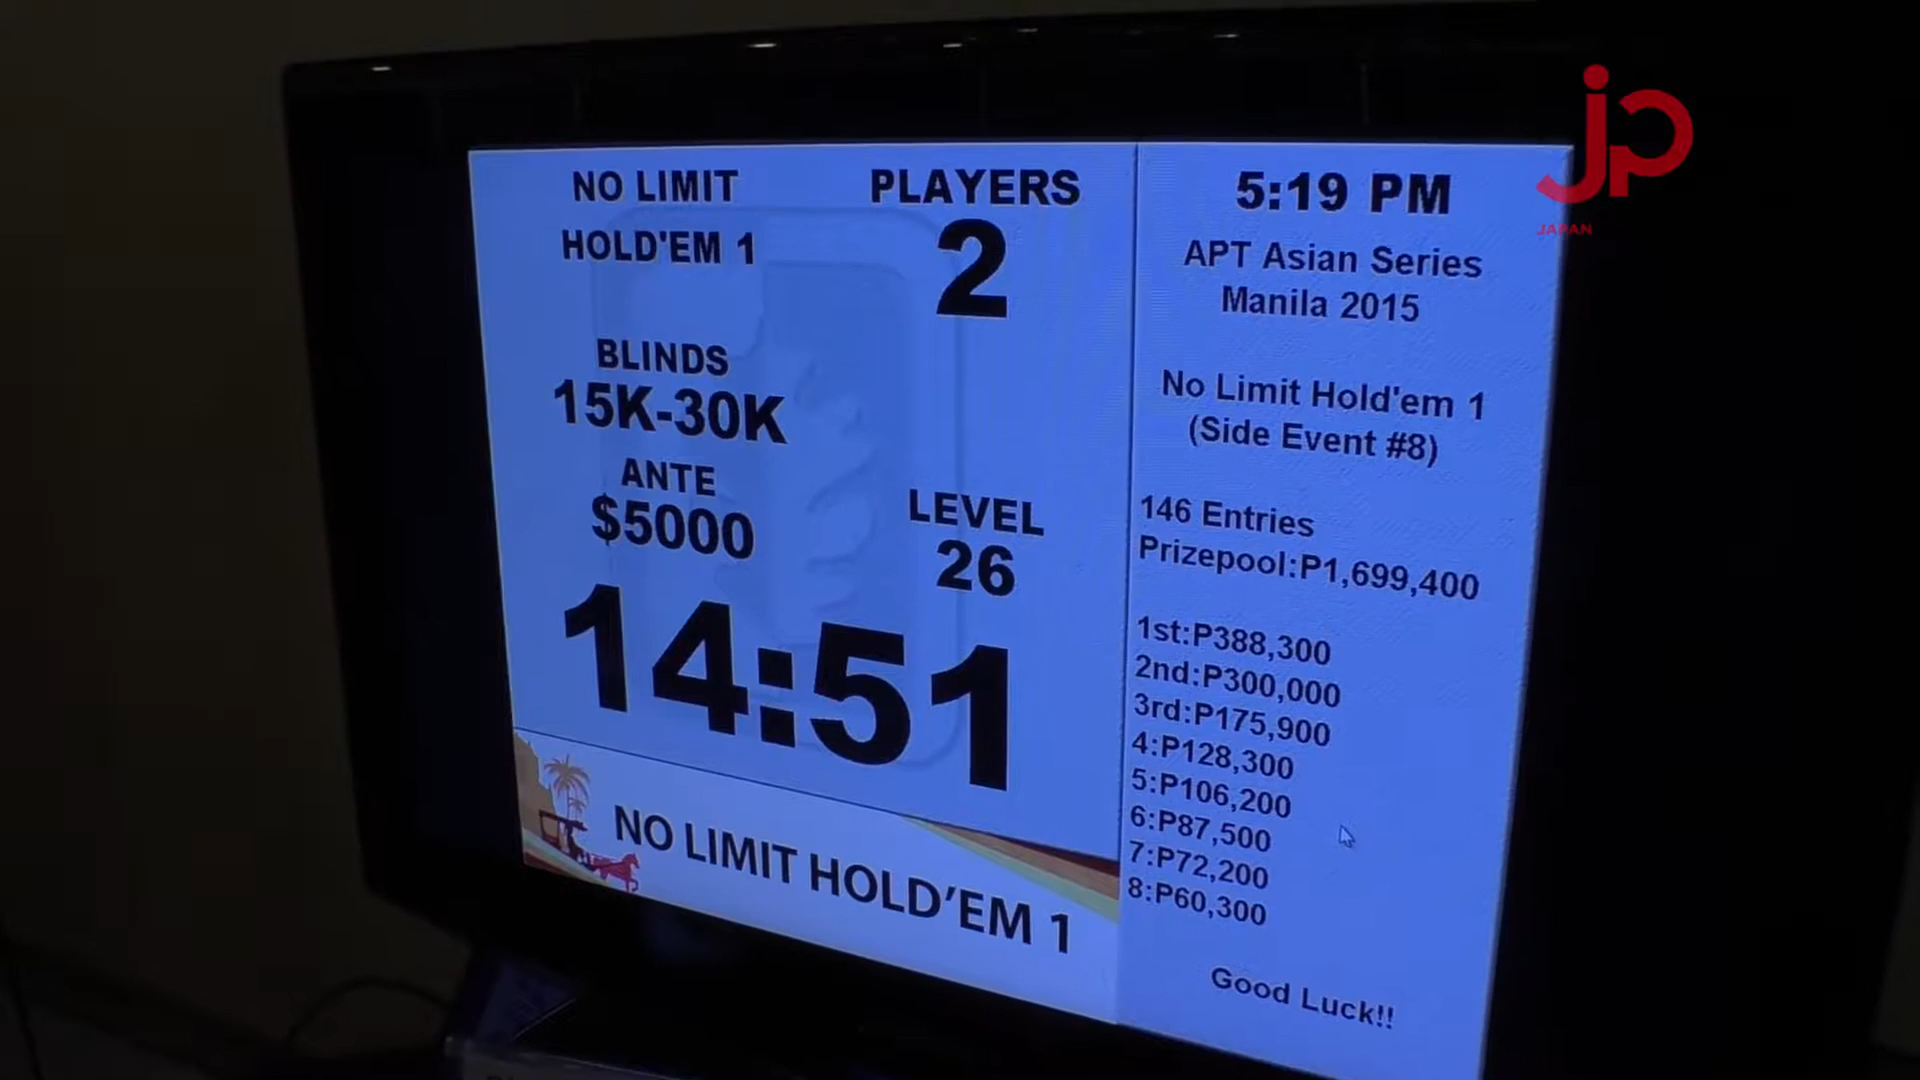 NO LIMIT
HOLD'EM 1
PLAYERS
2
BLINDS
15K-30K
ANTE
$5000
LEVEL
26
14:51
NO LIMIT HOLD'EM 1
5:19 PM
APT Asian Series
Manila 2015
No Limit Hold'em 1
(Side Event #8)
146 Entries
Prizepool:P1,699,400
1st:P388,300
2nd:P300,000
3rd:P175,900
4:P128,300
5:P106,200
6:P87,500
7:P72,200
8:P60,300
Good Luck!!
jp
JAPAN